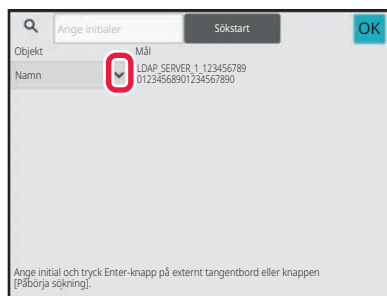 Ange initialer
Sökstart
OK
Objekt
Mål
Namn
LDAP_SERVER_1_123456789
01234568901234567890
Ange initial och tryck Enter-knapp på externt tangentbord eller knappen
[Påbörja sökning].